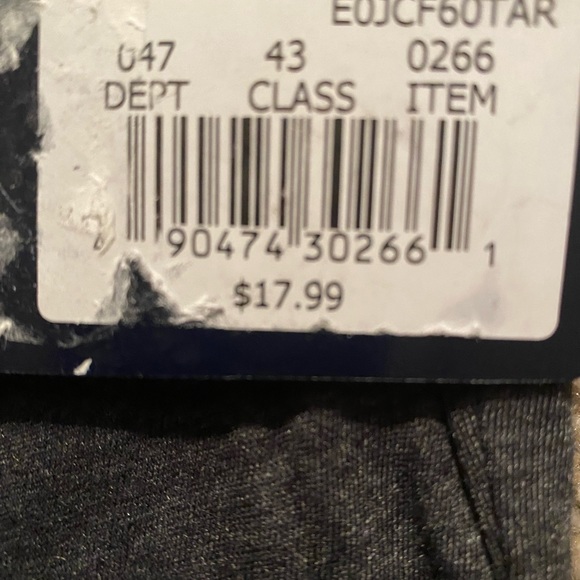 E0JCF60TAR
047 43 0266
DEPT CLASS ITEM
90474 30266 1
$17.99